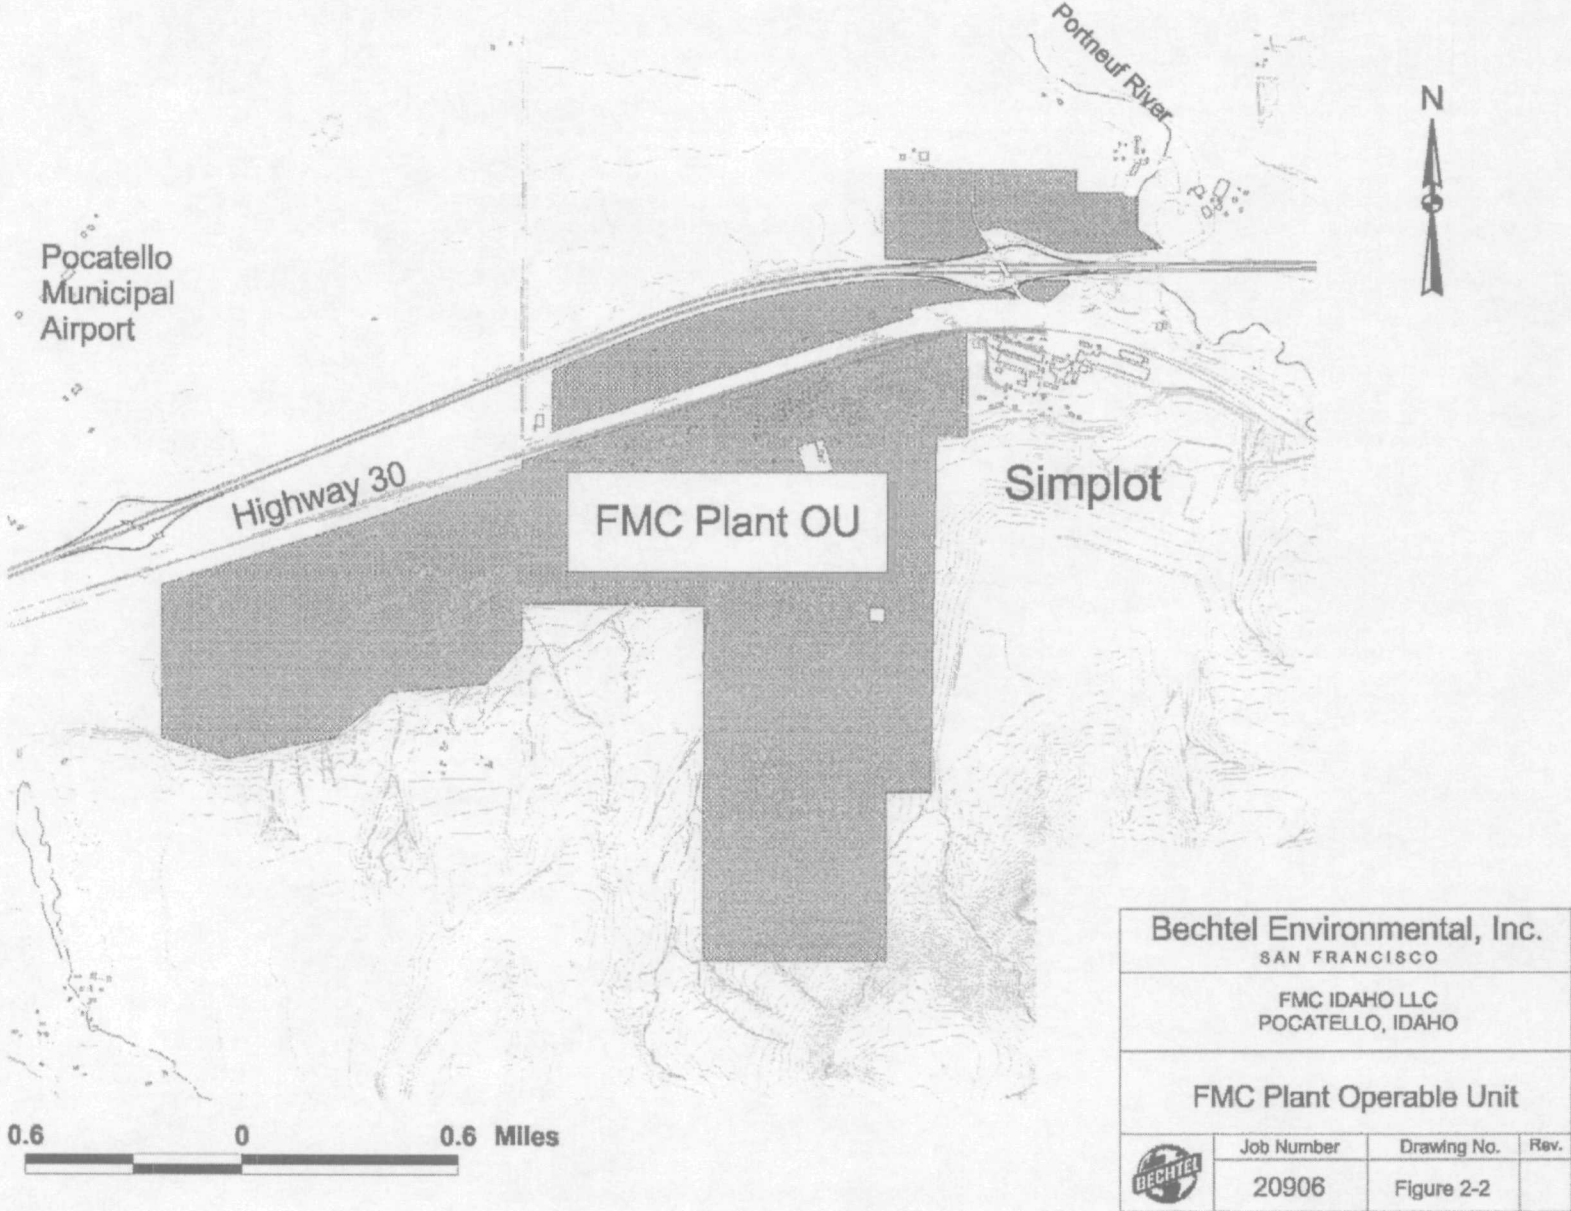 Portneuf River
N
Pocatello
Municipal
Airport
Highway 30
FMC Plant OU
Simplot
Bechtel Environmental, Inc.
SAN FRANCISCO
FMC IDAHO LLC
POCATELLO, IDAHO
FMC Plant Operable Unit
0.6 0 0.6 Miles
BECHTEL
Job Number Drawing No. Rev.
20906 Figure 2-2